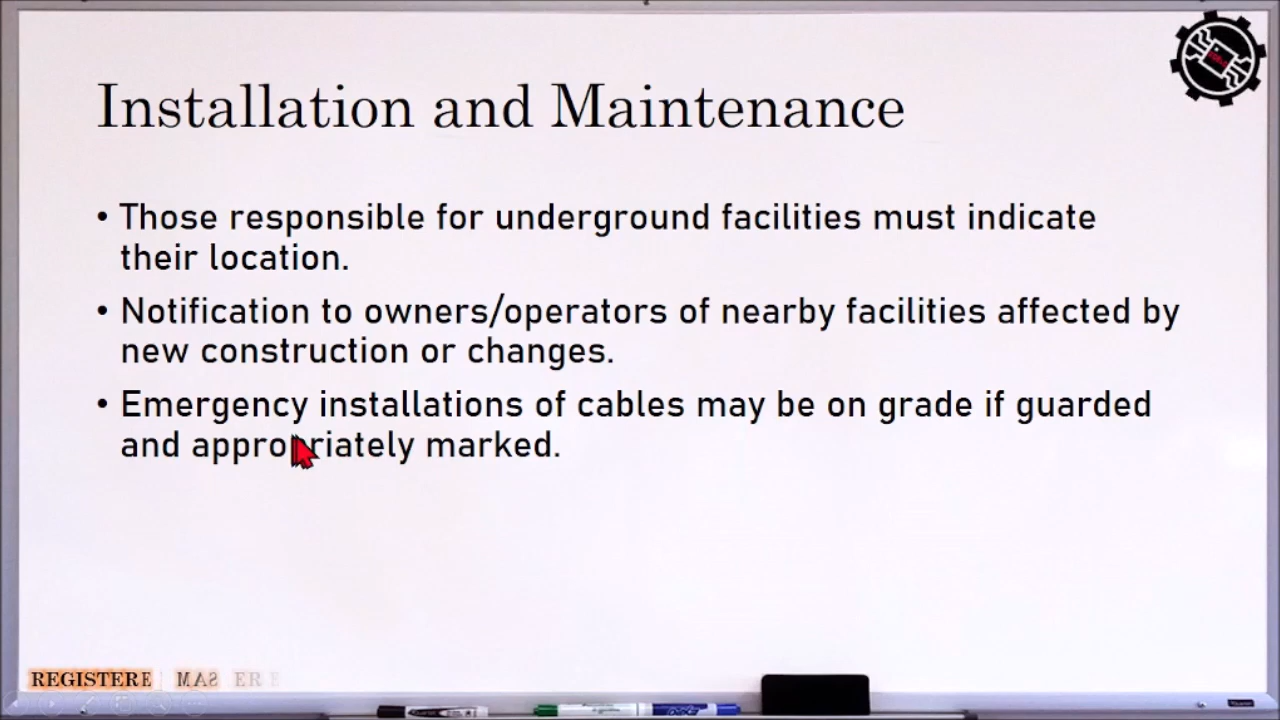 Installation and Maintenance
• Those responsible for underground facilities must indicate
their location.
• Notification to owners/operators of nearby facilities affected by
new construction or changes.
• Emergency installations of cables may be on grade if guarded
and appropriately marked.
REGISTERE